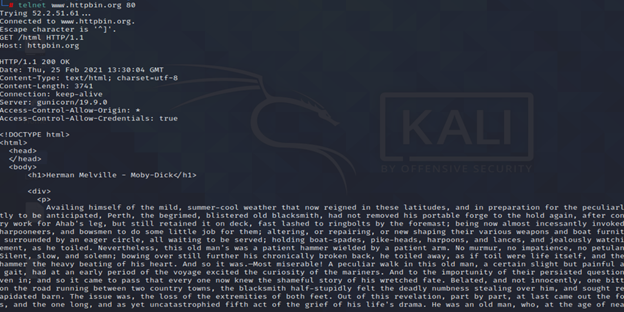 telnet www.httpbin.org 80
Trying 52.2.51.61...
Connected to www.httpbin.org.
Escape character is '^]'.
GET /html HTTP/1.1
Host: httpbin.org
HTTP/1.1 200 OK
Date: Thu, 25 Feb 2021 13:30:04 GMT
Content-Type: text/html; charset=utf-8
Content-Length: 3741
Connection: keep-alive
Server: gunicorn/19.9.0
Access-Control-Allow-Origin: *
Access-Control-Allow-Credentials: true
KALI
BY OFFENSIVE SECURITY
<!DOCTYPE html>
<html>
<head>
</head>
<body>
<h1>Herman Melville - Moby-Dick</h1>
<div>
<p>
Availing himself of the mild, summer-cool weather that now reigned in these latitudes, and in preparation for the peculiarl
tly to be anticipated, Perth, the begrimed, blistered old blacksmith, had not removed his portable forge to the hold again, after con
ry work for Ahab's leg, but still retained it on deck, fast lashed to ringbolts by the foremast; being now almost incessantly invoked
harpooneers, and bowsmen to do some little job for them; altering, or repairing, or new shaping their various weapons and boat furnit
surrounded by an eager circle, all waiting to be served; holding boat-spades, pike-heads, harpoons, and lances, and jealously watchi
ement, as he toiled. Nevertheless, this old man's was a patient hammer wielded by a patient arm. No murmur, no impatience, no petulan
Silent, slow, and solemn; bowing over still further his chronically broken back, he toiled away, as if toil were life itself, and the
hammer the heavy beating of his heart. And so it was.—Most miserable! A peculiar walk in this old man, a certain slight but painful a
gait, had at an early period of the voyage excited the curiosity of the mariners. And to the importunity of their persisted question
ven in; and so it came to pass that every one now knew the shameful story of his wretched fate. Belated, and not innocently, one bitt
on the road running between two country towns, the blacksmith half-stupidly felt the deadly numbness stealing over him, and sought re
apidated barn. The issue was, the loss of the extremities of both feet. Out of this revelation, part by part, at last came out the fo
s, and the one long, and as yet uncatastrophied fifth act of the grief of his life's drama. He was an old man, who, at the age of nea